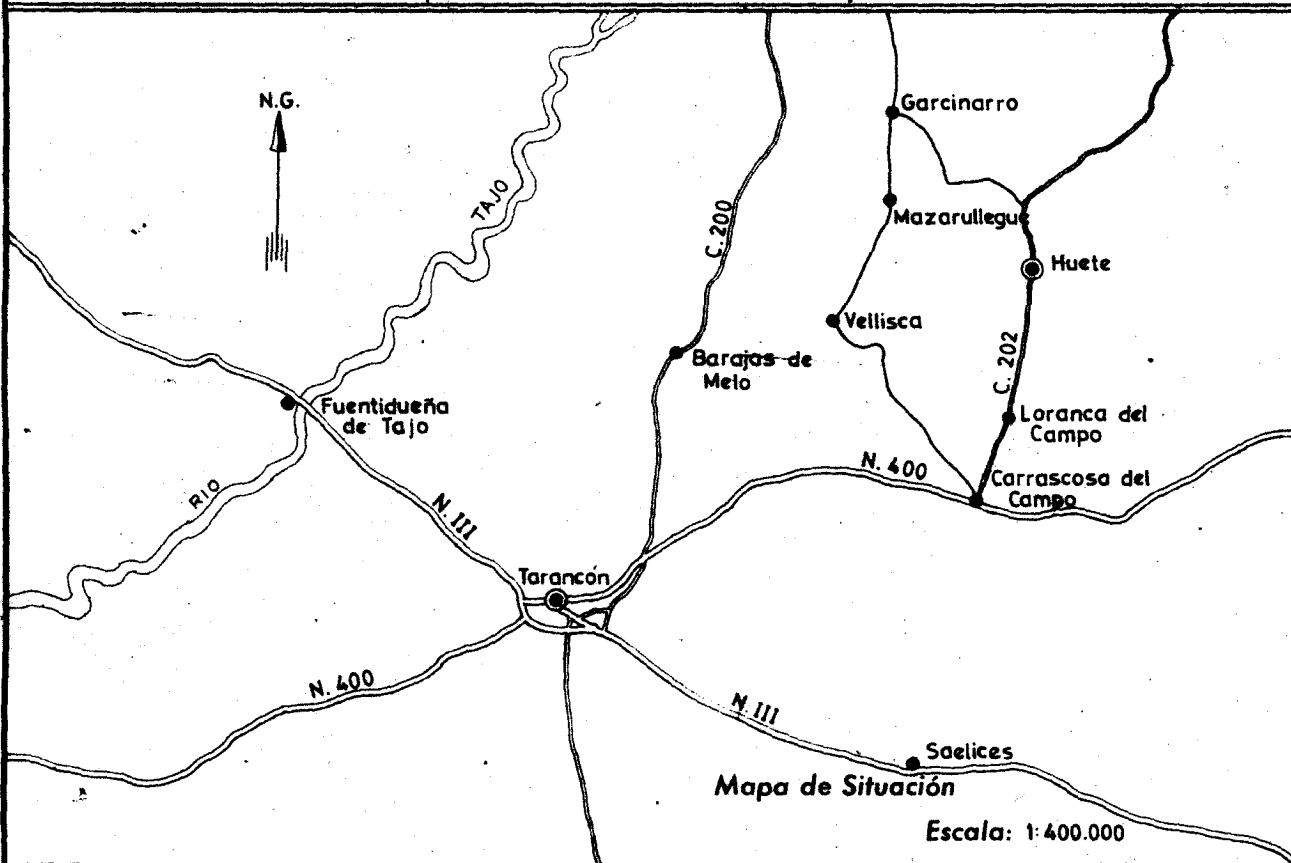 N.G.
Garcinarro
TAJO
Mazarullegue
C.200
Huete
Vellisca
Barajas de
Melo
C. 202
Fuentidueña
de Tajo
Loranca del
Campo
N. 400
Carrascosa del
Campo
RIO
N. III
Tarancón
N. 400
N. III
Saelices
Mapa de Situación
Escala: 1:400.000